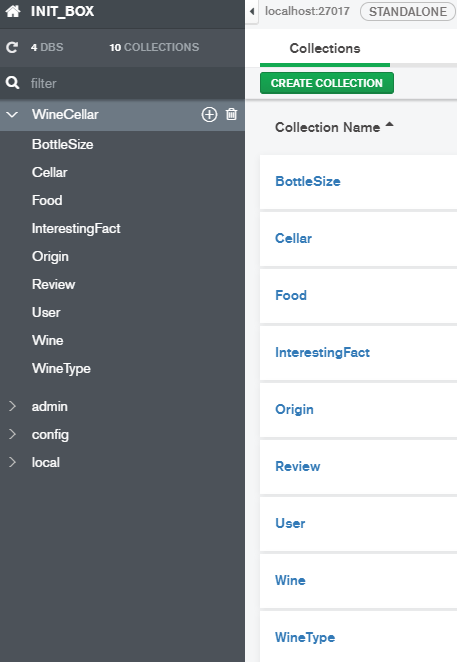 INIT_BOX
4 DBS 10 COLLECTIONS
filter
WineCellar
BottleSize
Cellar
Food
InterestingFact
Origin
Review
User
Wine
WineType
admin
config
local
localhost:27017 STANDALONE
Collections
CREATE COLLECTION
Collection Name
BottleSize
Cellar
Food
InterestingFact
Origin
Review
User
Wine
WineType